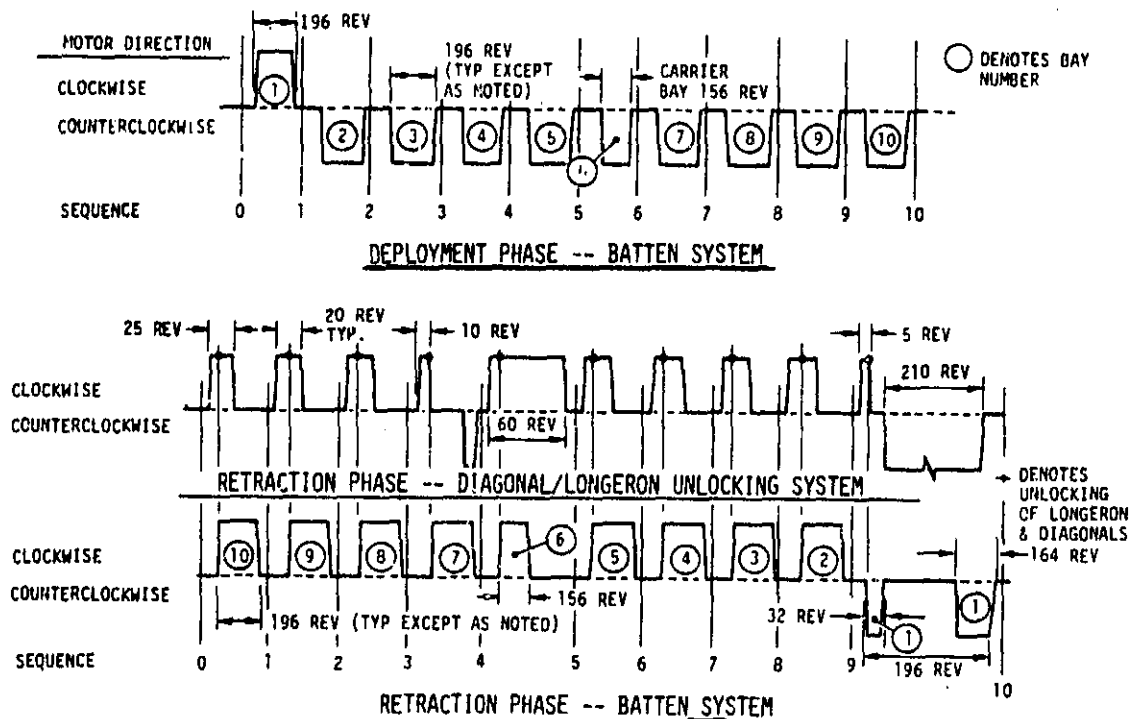 196 REV
MOTOR DIRECTION
CLOCKWISE
COUNTERCLOCKWISE
196 REV
(TYP EXCEPT
AS NOTED)
CARRIER
BAY 156 REV
DENOTES BAY
NUMBER
1 2 3 4 5 7 8 9 10
SEQUENCE
0 1 2 3 4 5 6 7 8 9 10
DEPLOYMENT PHASE -- BATTEN SYSTEM
25 REV
20 REV
TYP.
10 REV
5 REV
210 REV
CLOCKWISE
COUNTERCLOCKWISE
60 REV
RETRACTION PHASE -- DIAGONAL/LONGERON UNLOCKING SYSTEM
DENOTES
UNLOCKING
OF LONGERON
& DIAGONALS
CLOCKWISE
COUNTERCLOCKWISE
10 9 8 7 6 5 4 3 2 1 1
164 REV
156 REV
32 REV
196 REV (TYP EXCEPT AS NOTED)
196 REV
SEQUENCE
0 1 2 3 4 5 6 7 8 9 10
RETRACTION PHASE -- BATTEN SYSTEM